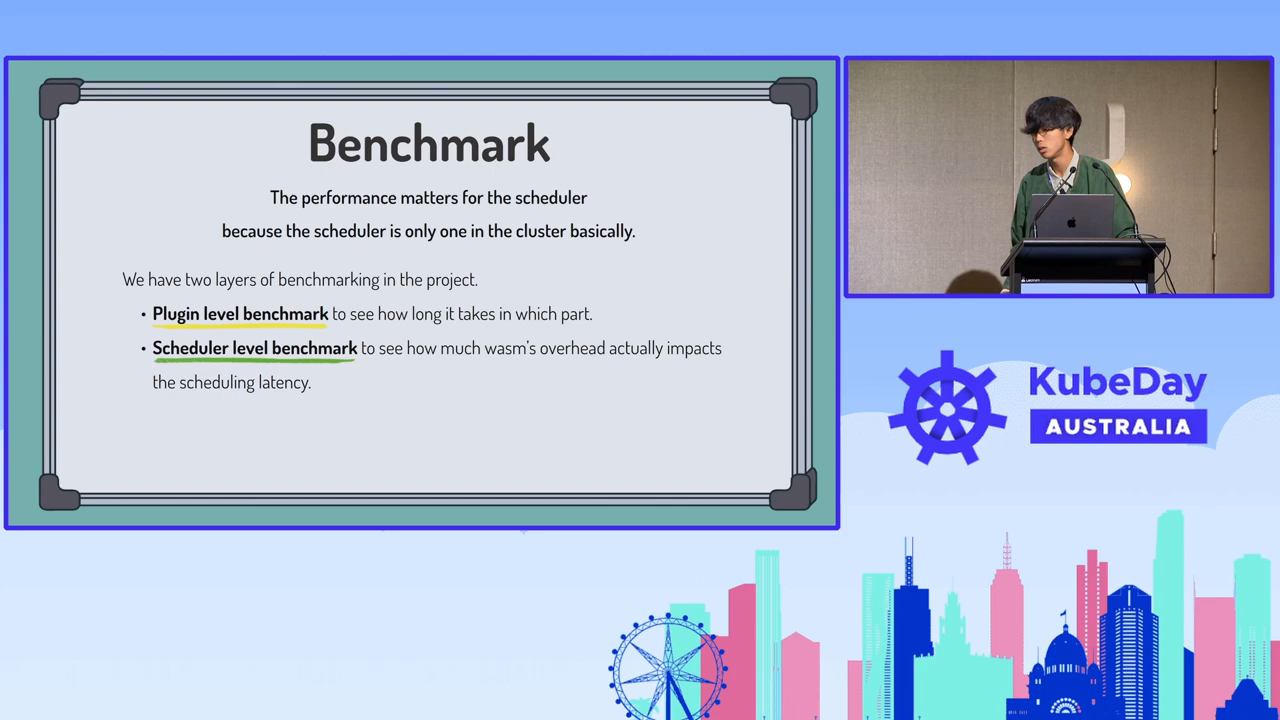 Benchmark
The performance matters for the scheduler
because the scheduler is only one in the cluster basically.
We have two layers of benchmarking in the project.
• Plugin level benchmark to see how long it takes in which part.
• Scheduler level benchmark to see how much wasm's overhead actually impacts
the scheduling latency.
KubeDay
AUSTRALIA